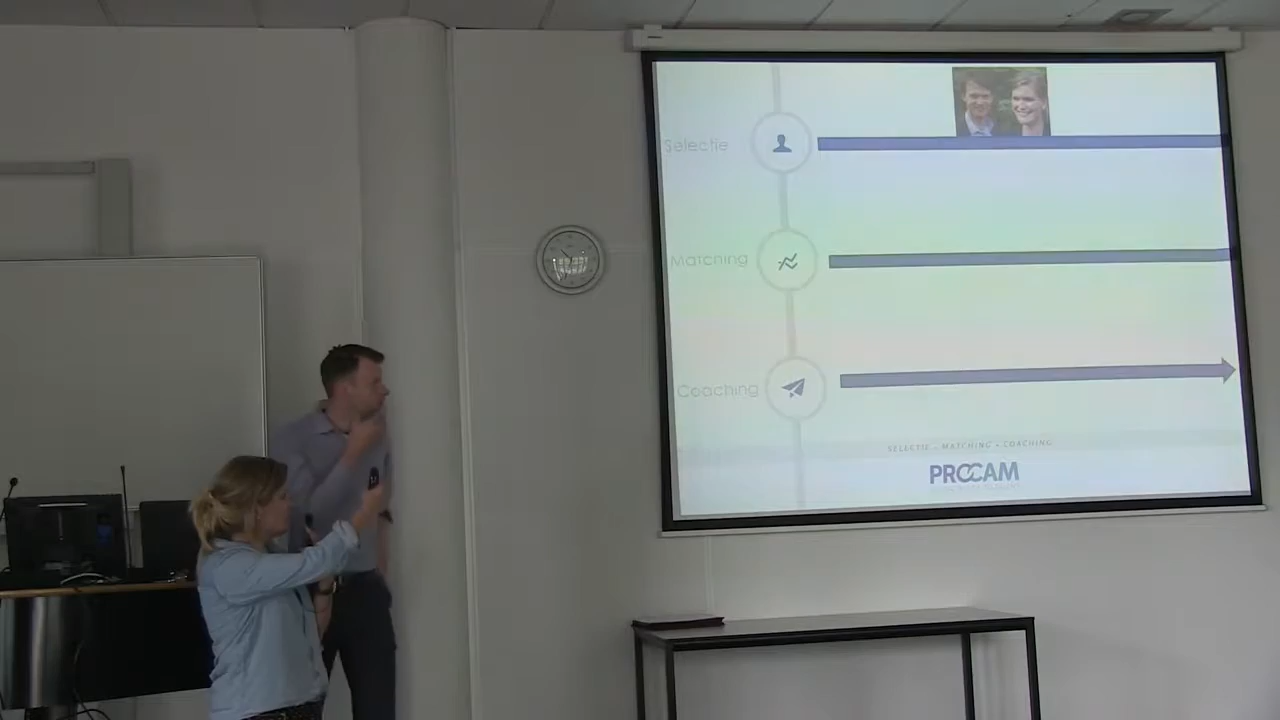 Selectie
Matching
Coaching
SELECTIE - MATCHING - COACHING
PROCAM